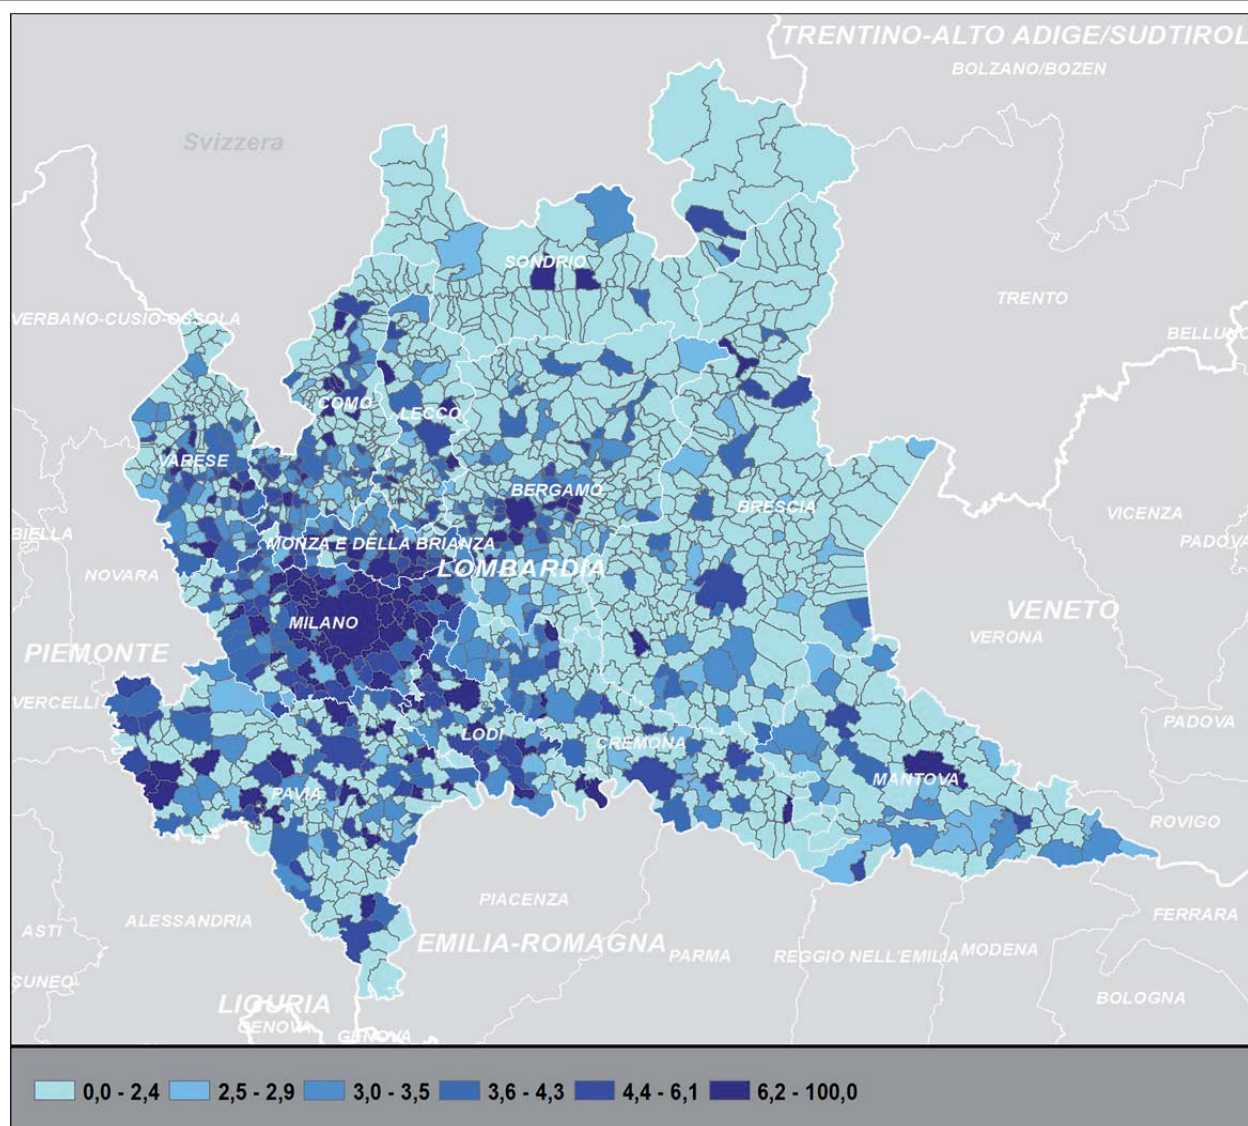 TRENTINO-ALTO ADIGE/SUDTIROL
BOLZANO/BOZEN
Svizzera
SONDRIO
TRENTO
VERBANO-CUSIO-OSSOLA
BELLUNO
COMO
LECCO
VARESE
BERGAMO
BRESCIA
VICENZA
BIELLA
MONZA E DELLA BRIANZA
PADOVA
LOMBARDIA
NOVARA
VENETO
MILANO
VERONA
PIEMONTE
VERCELLI
PADOVA
LODI
CREMONA
MANTOVA
PAVIA
ROVIGO
PIACENZA
FERRARA
ALESSANDRIA
ASTI
EMILIA-ROMAGNA
PARMA
REGGIO NELL'EMILIA
MODENA
CUNEO
BOLOGNA
LIGURIA
GENOVA
GENOVA
0,0 - 2,4 2,5 - 2,9 3,0 - 3,5 3,6 - 4,3 4,4 - 6,1 6,2 - 100,0